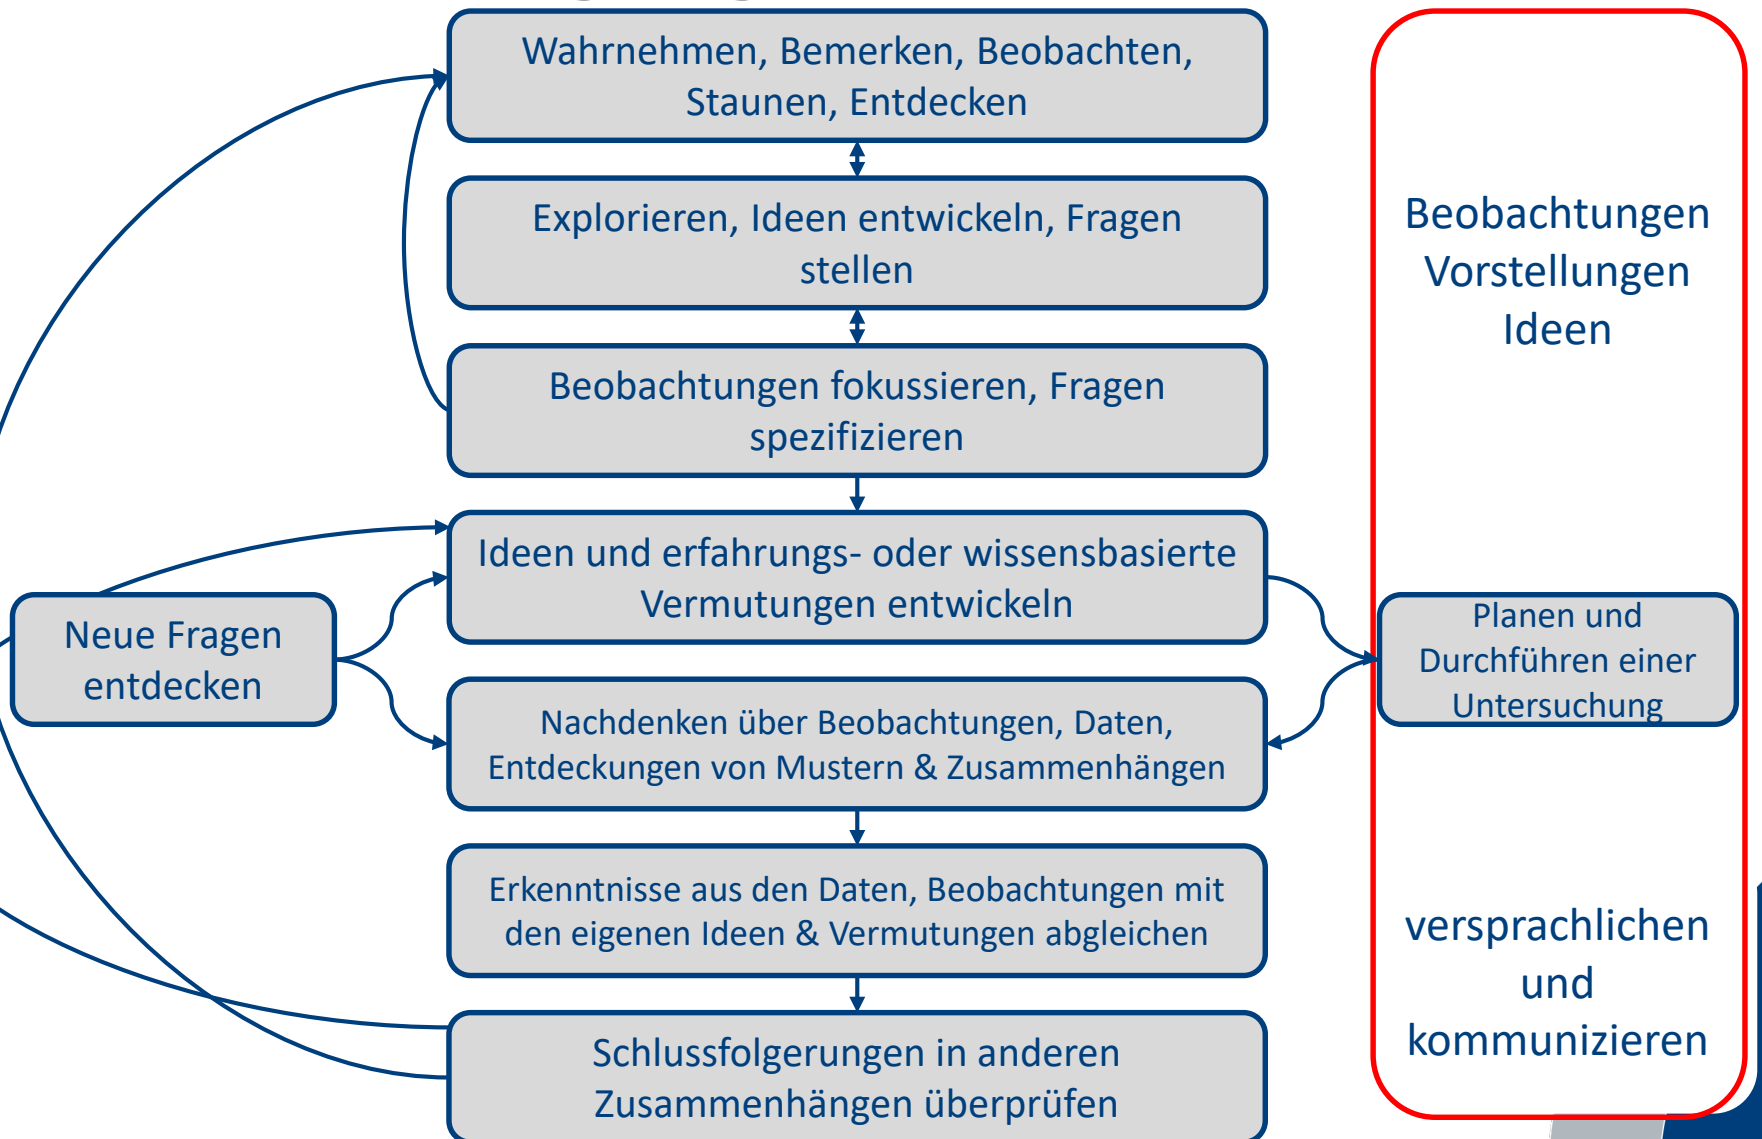 Wahrnehmen, Bemerken, Beobachten,
Staunen, Entdecken
Explorieren, Ideen entwickeln, Fragen
stellen
Beobachtungen fokussieren, Fragen
spezifizieren
Ideen und erfahrungs- oder wissensbasierte
Vermutungen entwickeln
Neue Fragen
entdecken
Nachdenken über Beobachtungen, Daten,
Entdeckungen von Mustern & Zusammenhängen
Erkenntnisse aus den Daten, Beobachtungen mit
den eigenen Ideen & Vermutungen abgleichen
Schlussfolgerungen in anderen
Zusammenhängen überprüfen
Beobachtungen
Vorstellungen
Ideen
Planen und
Durchführen einer
Untersuchung
versprachlichen
und
kommunizieren